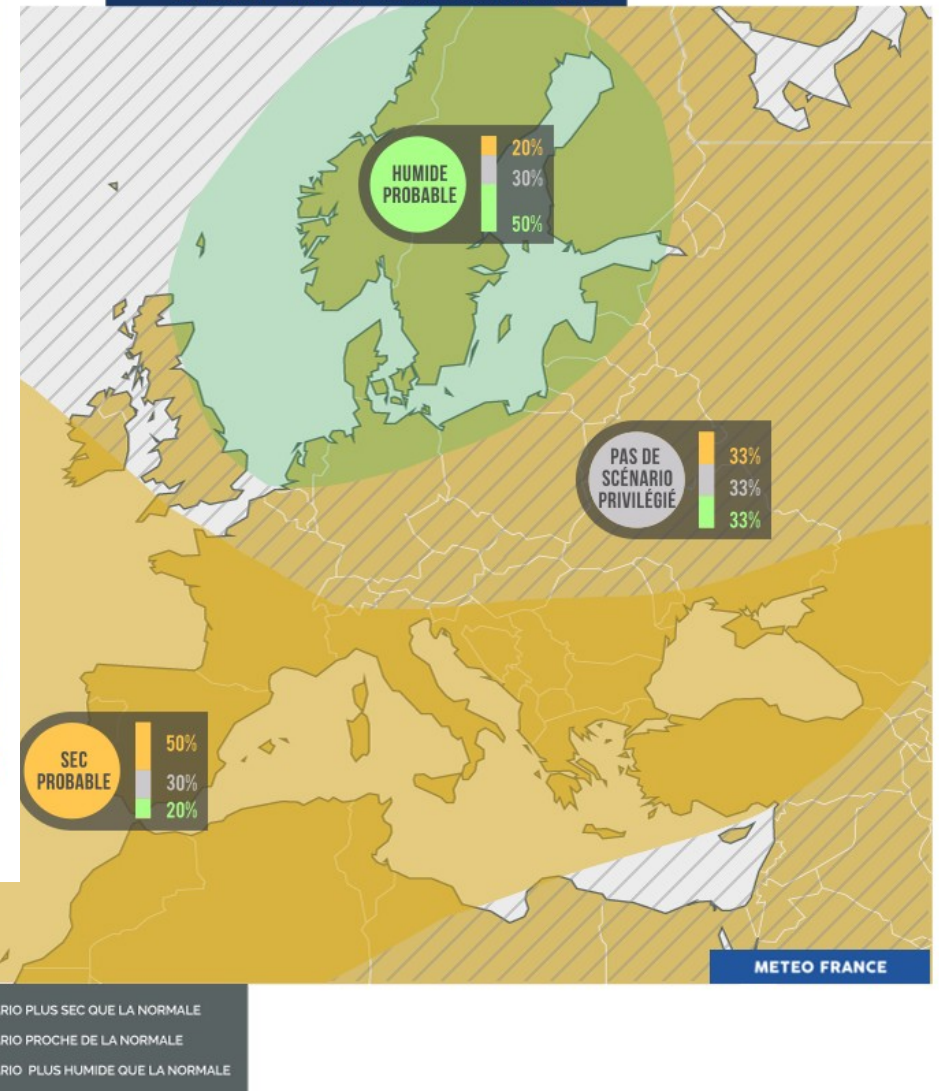 HUMIDE
PROBABLE
20%
30%
50%
PAS DE
SCÉNARIO
PRIVILÉGIÉ
33%
33%
33%
SEC
PROBABLE
50%
30%
20%
METEO FRANCE
RIO PLUS SEC QUE LA NORMALE
RIO PROCHE DE LA NORMALE
RIO PLUS HUMIDE QUE LA NORMALE